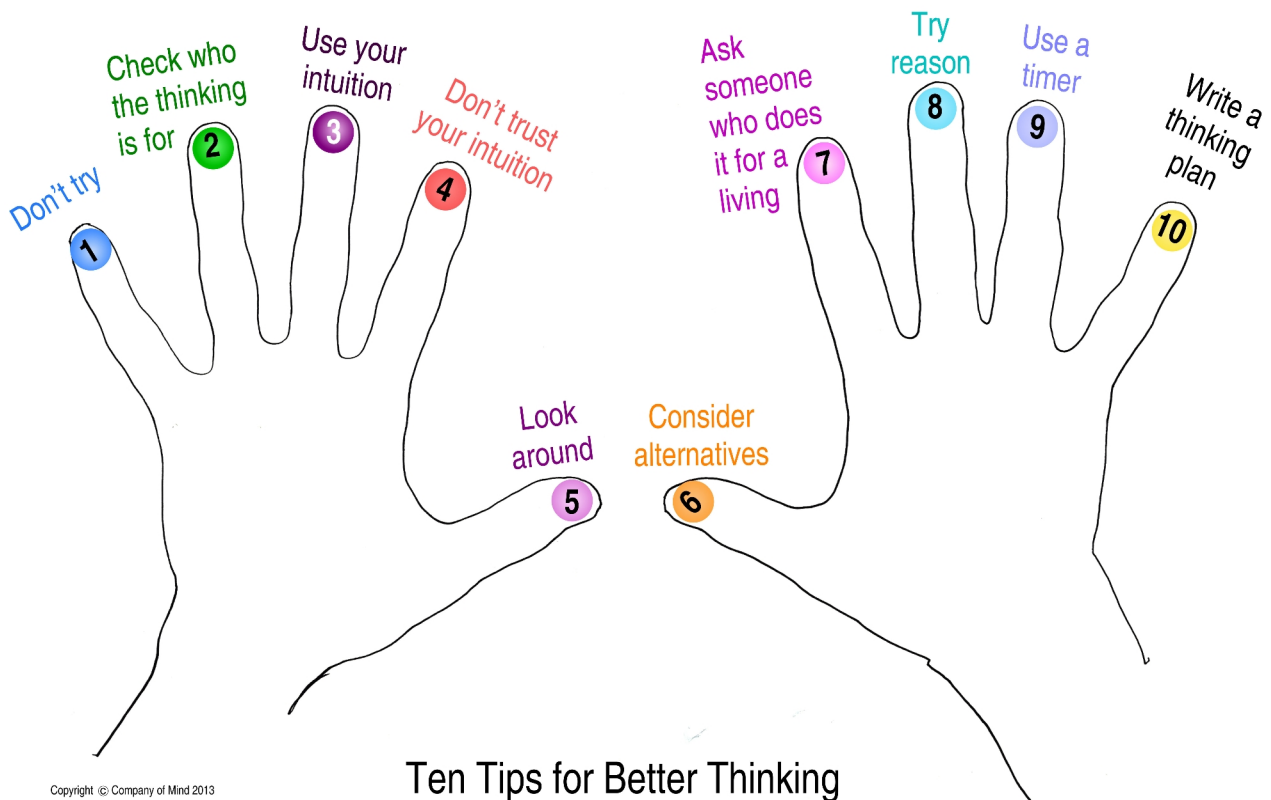 Don't try
1
Check who
the thinking
is for
2
Use your
intuition
3
Don't trust
your intuition
4
Look
around
5
Consider
alternatives
6
Ask
someone
who does
it for a
living
7
Try
reason
8
Use a
timer
9
Write a
thinking
plan
10
Ten Tips for Better Thinking
Copyright © Company of Mind 2013